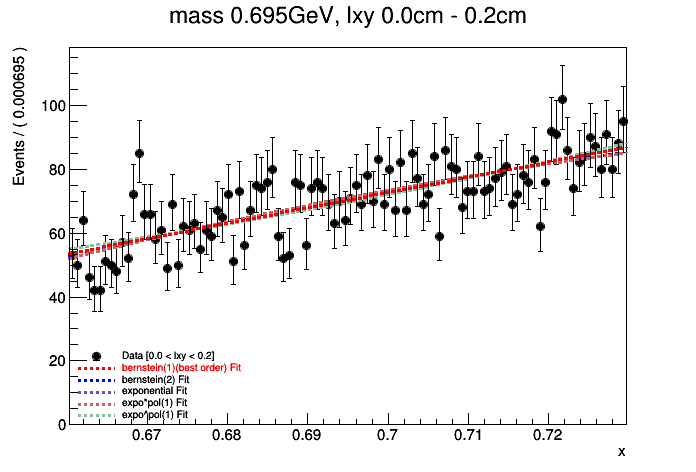 mass 0.695GeV, lxy 0.0cm - 0.2cm
Events / ( 0.000695 )
100
80
60
40
20
0
Data [0.0 < lxy < 0.2]
bernstein(1)(best order) Fit
bernstein(2) Fit
exponential Fit
expo*pol(1) Fit
expo^pol(1) Fit
0.67 0.68 0.69 0.7 0.71 0.72
x